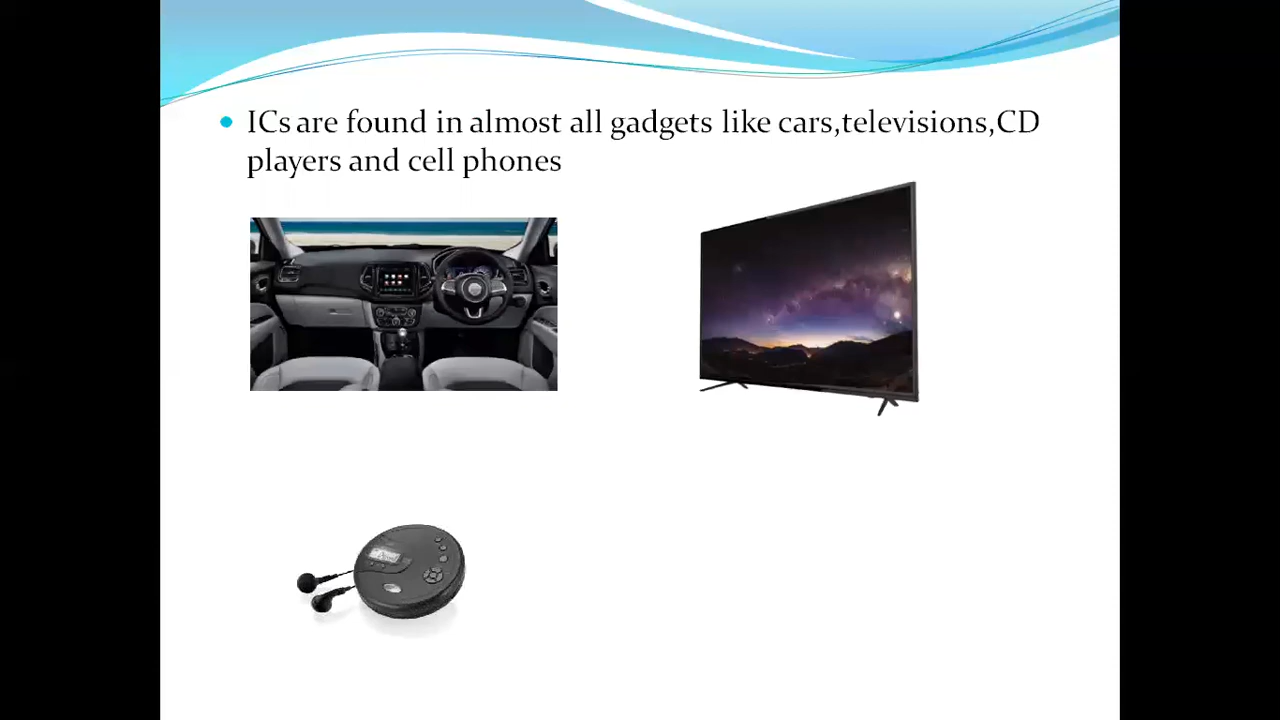 ICs are found in almost all gadgets like cars,televisions,CD
players and cell phones